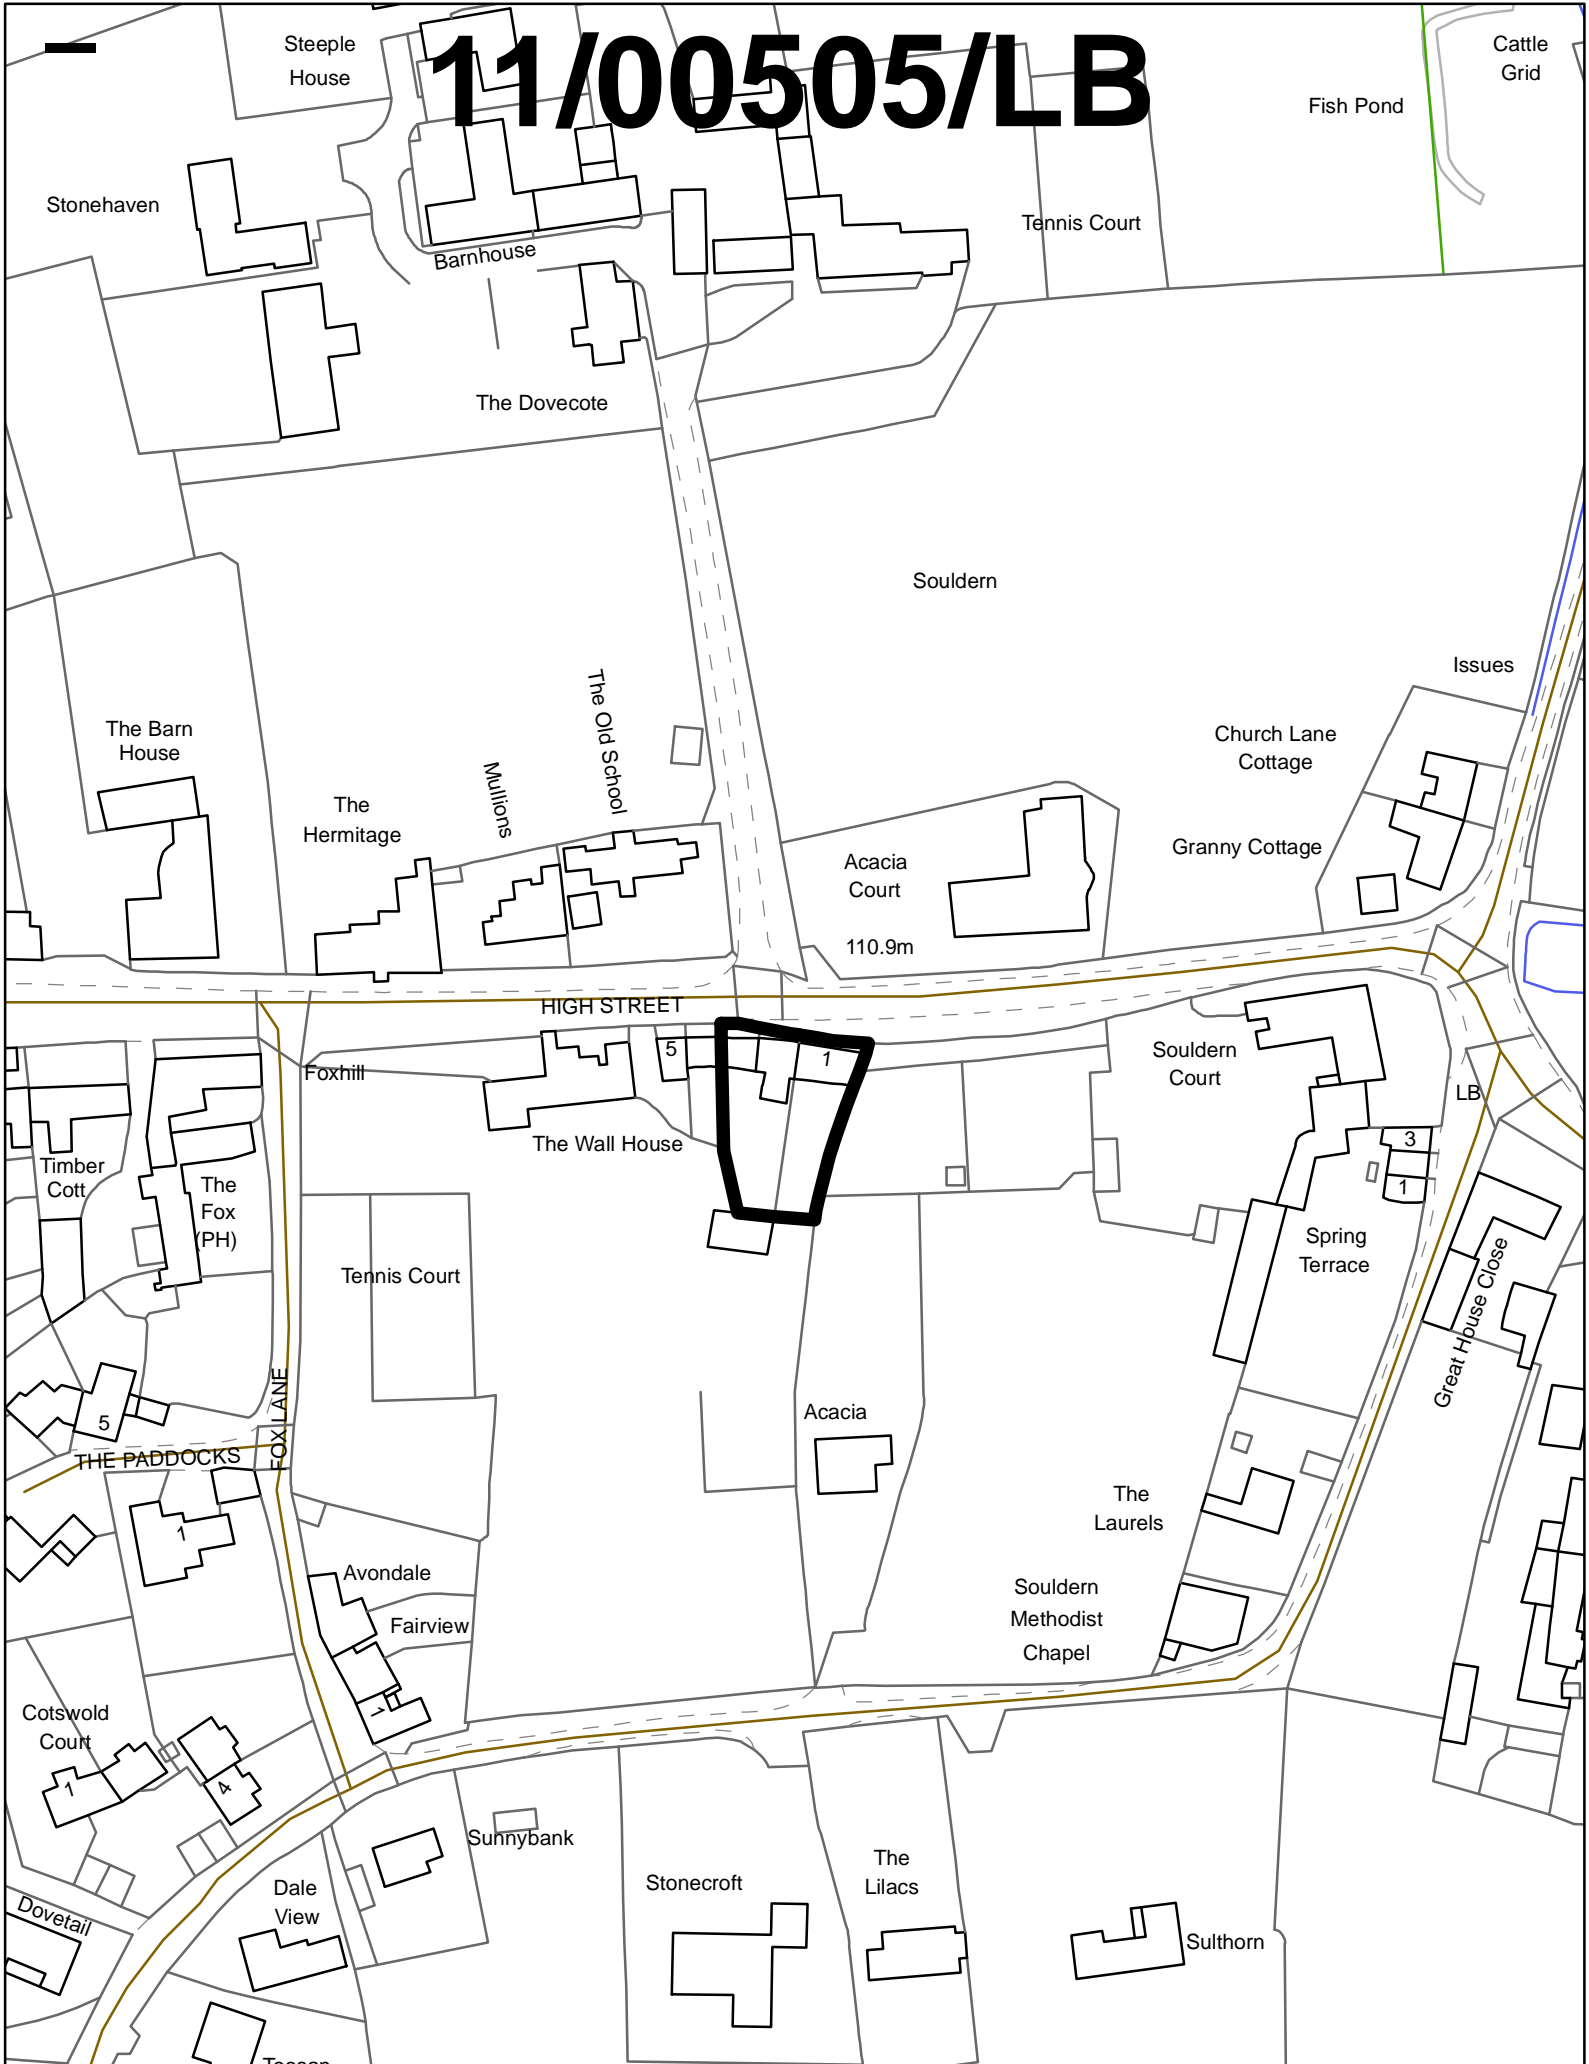 11/00505/LB
Steeple
House
Cattle
Grid
Fish Pond
Stonehaven
Tennis Court
Barnhouse
The Dovecote
Souldern
Issues
The Barn
House
The Old School
Church Lane
Cottage
Mullions
The
Hermitage
Granny Cottage
Acacia
Court
110.9m
HIGH STREET
5
1
Souldern
Court
Foxhill
LB
The Wall House
3
1
Timber
Cott
The
Fox
(PH)
Spring
Terrace
Tennis Court
Great House Close
FOX LANE
5
Acacia
THE PADDOCKS
1
The
Laurels
Avondale
Souldern
Methodist
Chapel
Fairview
1
Cotswold
Court
1
4
Sunnybank
Stonecroft
The
Lilacs
Dale
View
Dovetail
Sulthorn